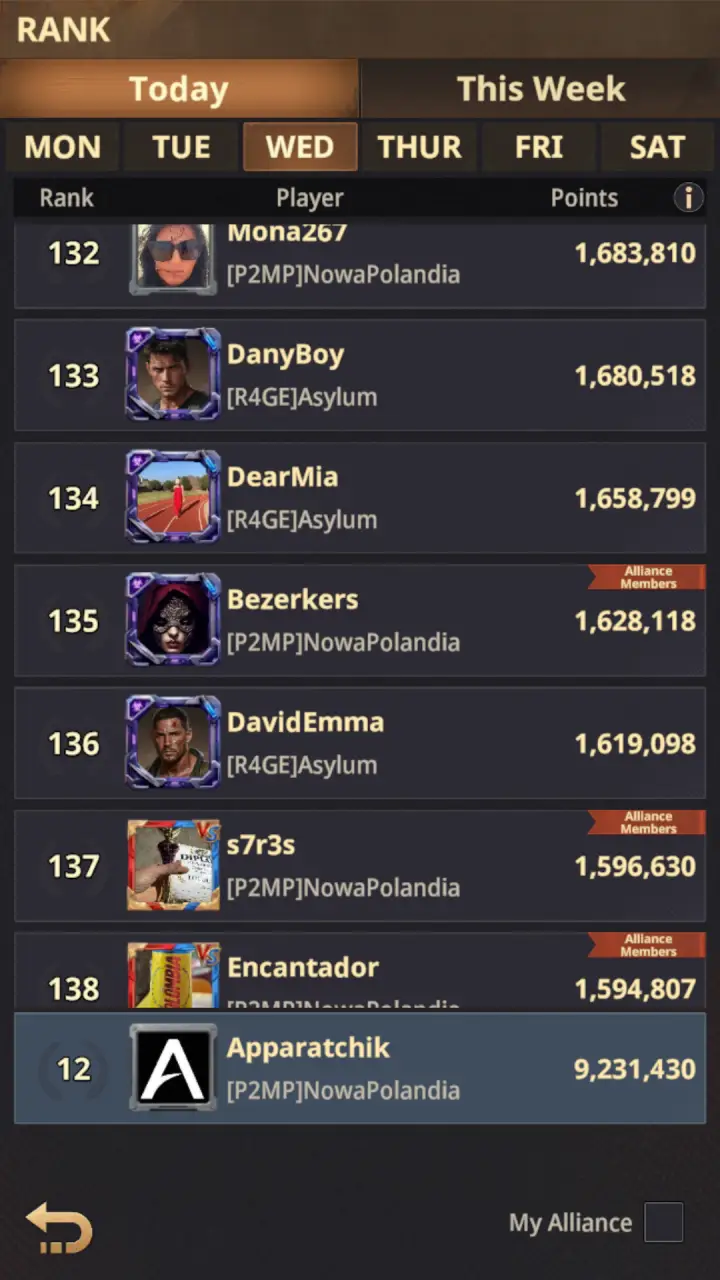 RANK
Today
This Week
MON
TUE
WED
THUR
FRI
SAT
Rank
Player
Points
132
Mona267
[P2MP]NowaPolandia
1,683,810
133
DanyBoy
[R4GE]Asylum
1,680,518
134
DearMia
[R4GE]Asylum
1,658,799
Alliance
Members
135
Bezerkers
[P2MP]NowaPolandia
1,628,118
136
DavidEmma
[R4GE]Asylum
1,619,098
Alliance
Members
137
s7r3s
[P2MP]NowaPolandia
1,596,630
Alliance
Members
138
Encantador
[P2MP]NowaPolandia
1,594,807
12
Apparatchik
[P2MP]NowaPolandia
9,231,430
My Alliance